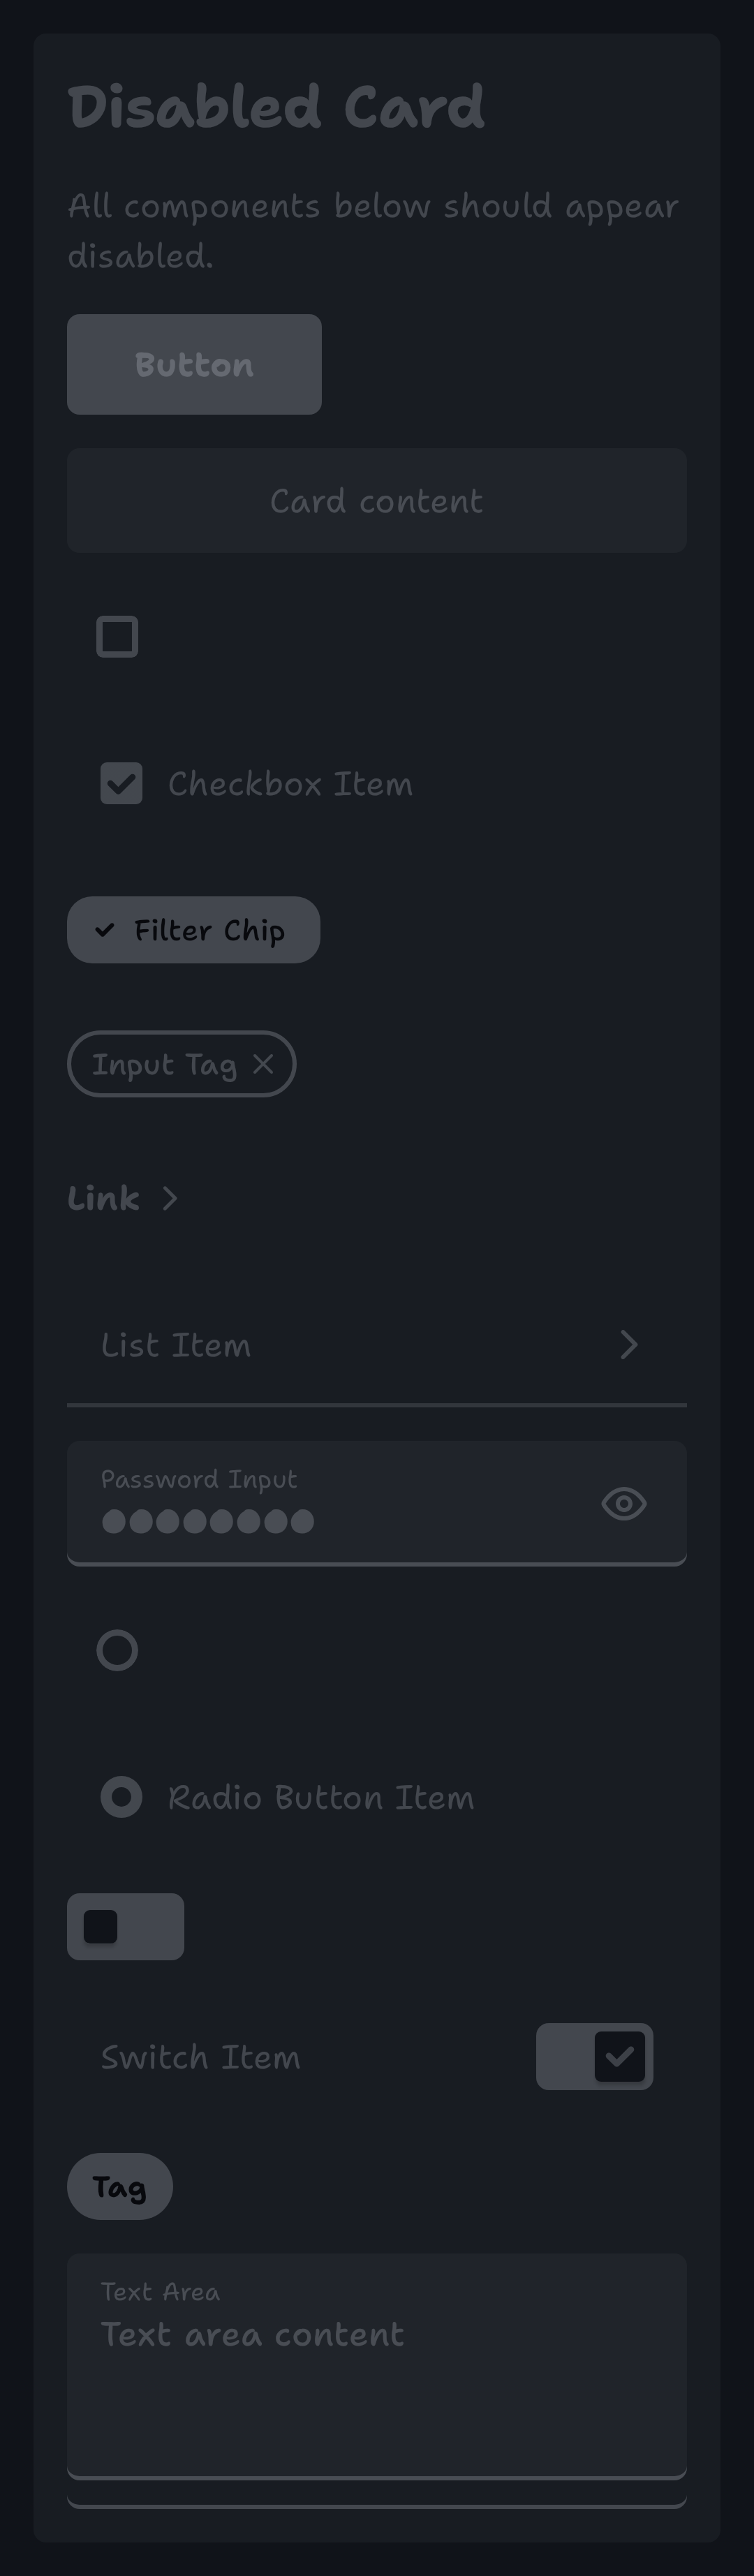 Disabled Card
All components below should appear
disabled.
Button
Card content
Checkbox Item
Filter Chip
Input Tag
Link
List Item
Password Input
●●●●●●●●
Radio Button Item
Switch Item
Tag
Text Area
Text area content